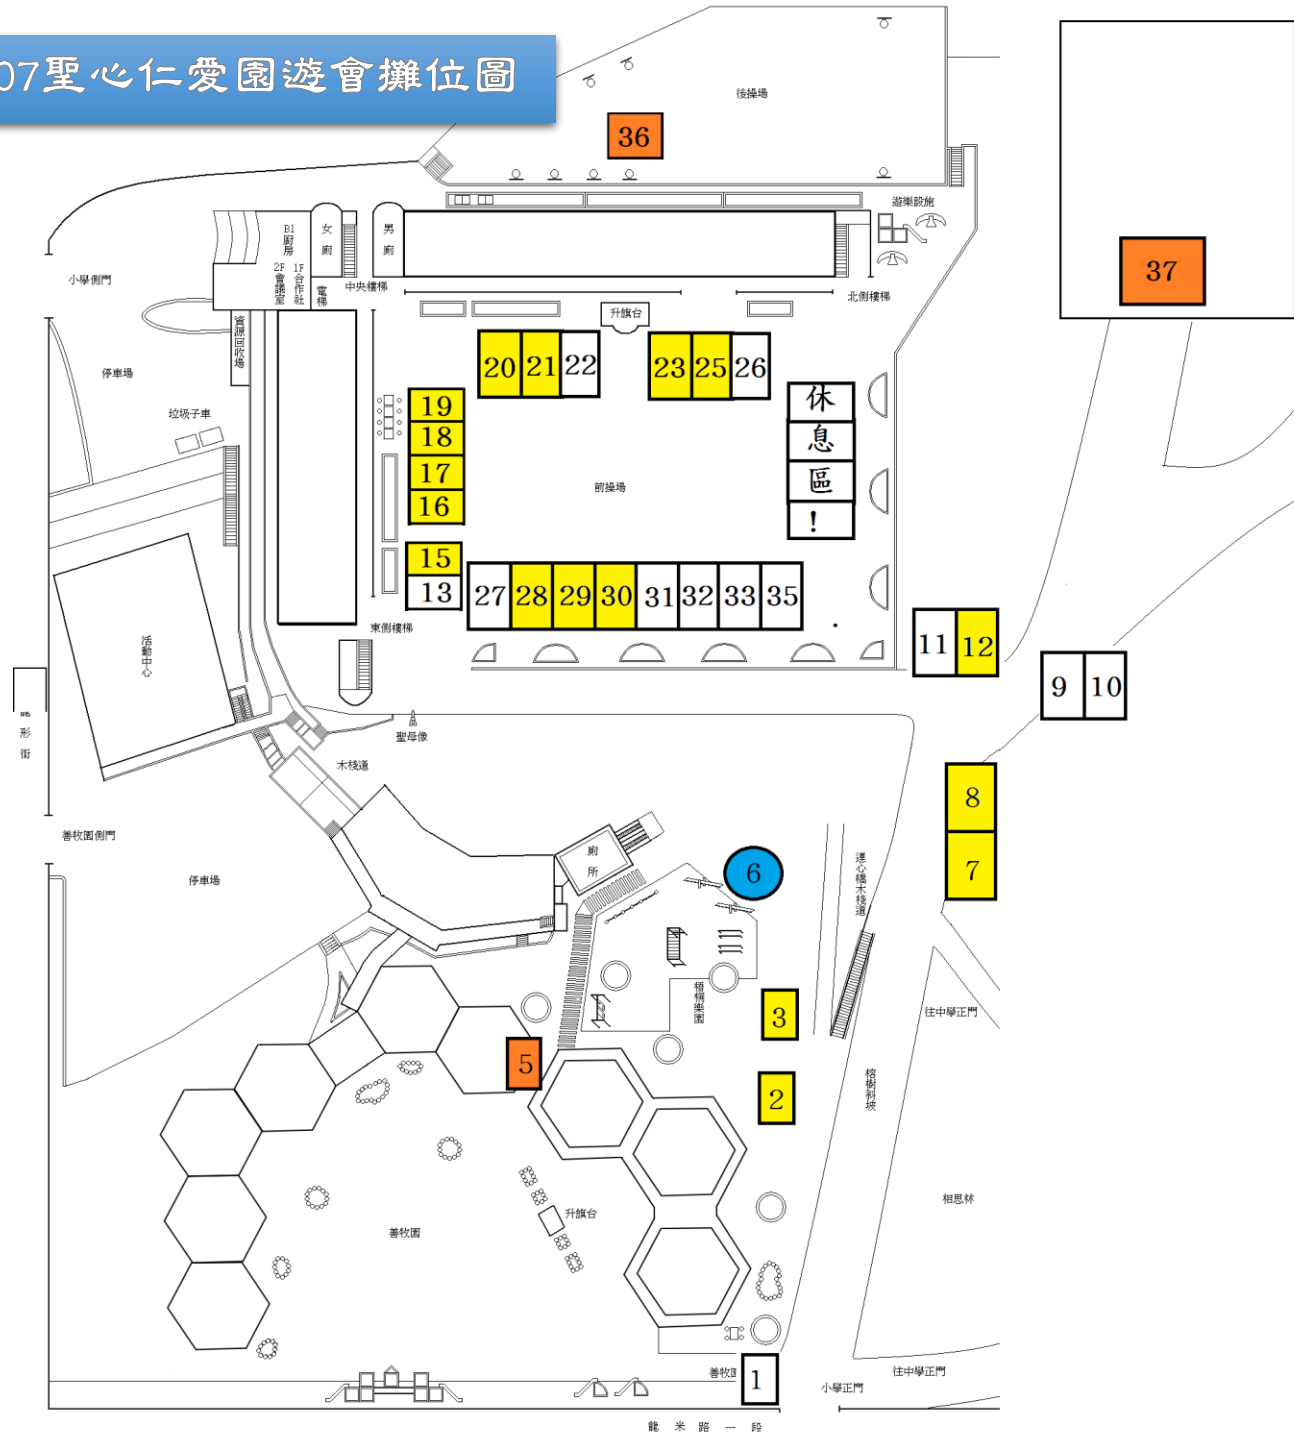 07聖心仁愛園遊會攤位圖
後操場
36
遊樂設施
37
B1廚房
女廁
男廁
2F會議室
1F合作社
電梯
中央樓梯
北側樓梯
小學側門
升旗台
資源回收場
停車場
垃圾子車
20 21 22
23 25 26
19
18
17
16
15
13
休
息
區
!
前操場
27 28 29 30 31 32 33 35
11 12
9 10
東側樓梯
活動中心
聖母像
形街
木棧道
8
7
善牧園側門
停車場
廁所
6
連心橋木棧道
梧桐樂園
3
往中學正門
5
2
榕樹斜坡
相思林
升旗台
善牧園
善牧
1
小學正門
往中學正門
龍米路一段